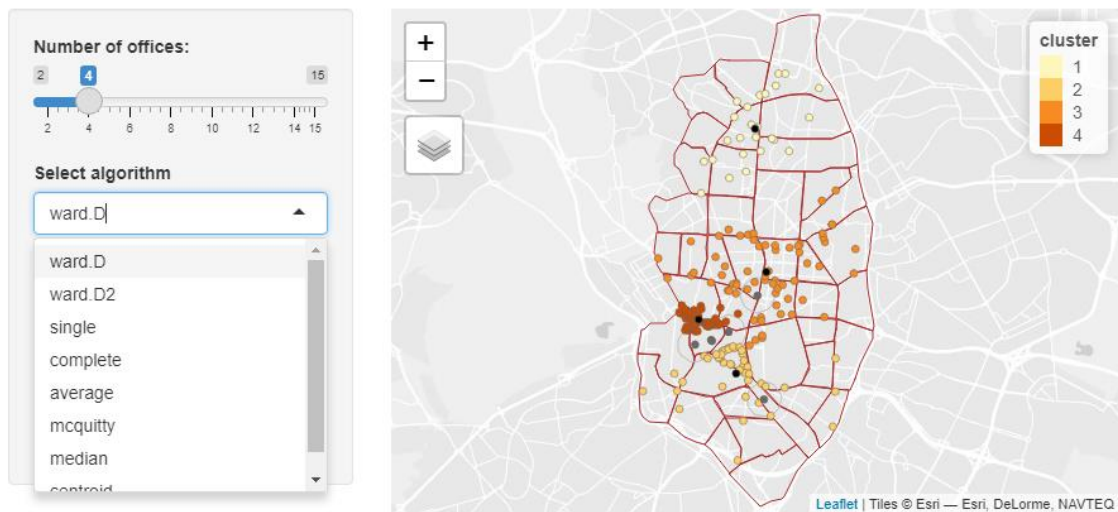 Number of offices:
2 4 15
2 4 6 8 10 12 14 15
Select algorithm
ward.D
ward.D
ward.D2
single
complete
average
mcquitty
median
centroid
+
−
cluster
1
2
3
4
Leaflet | Tiles © Esri — Esri, DeLorme, NAVTEQ